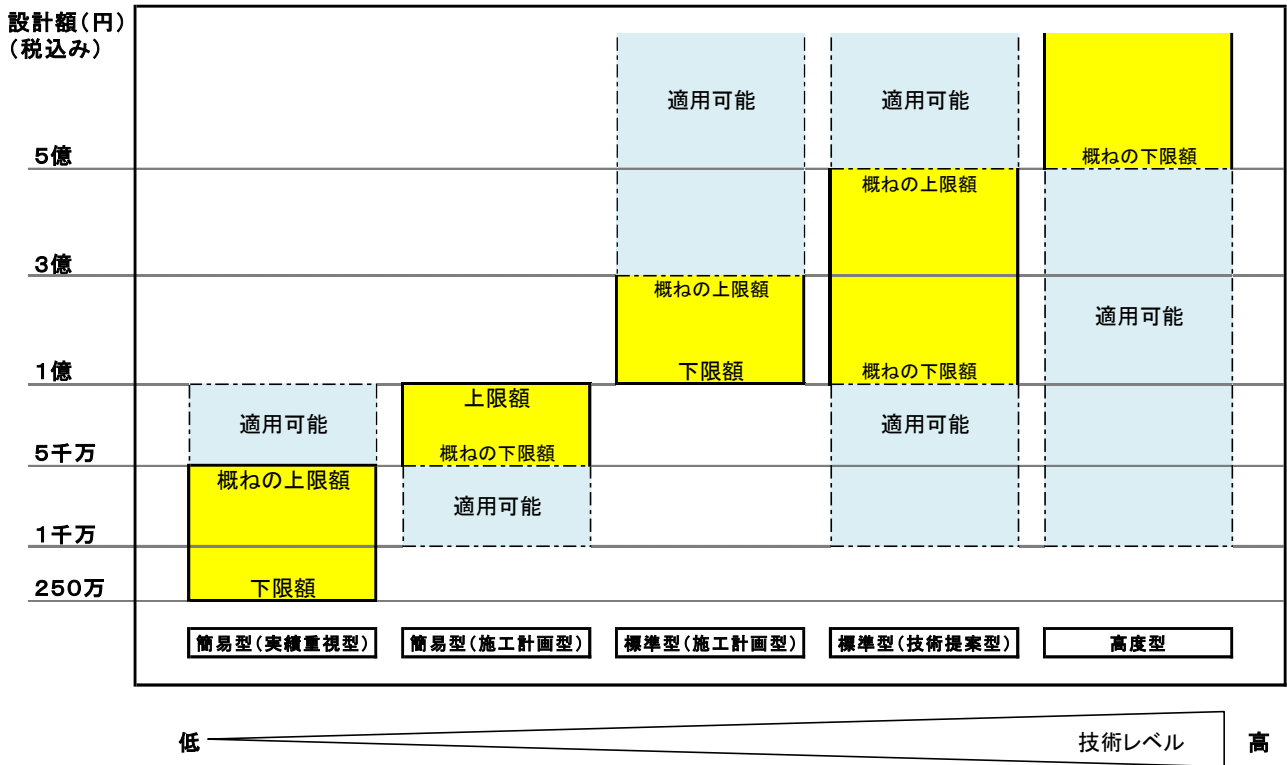 設計額(円)
(税込み)
適用可能
適用可能
5億
概ねの下限額
概ねの上限額
3億
概ねの上限額
適用可能
1億
下限額
概ねの下限額
適用可能
上限額
適用可能
5千万
概ねの下限額
概ねの上限額
適用可能
1千万
250万
下限額
簡易型(実績重視型)
簡易型(施工計画型)
標準型(施工計画型)
標準型(技術提案型)
高度型
低
技術レベル
高